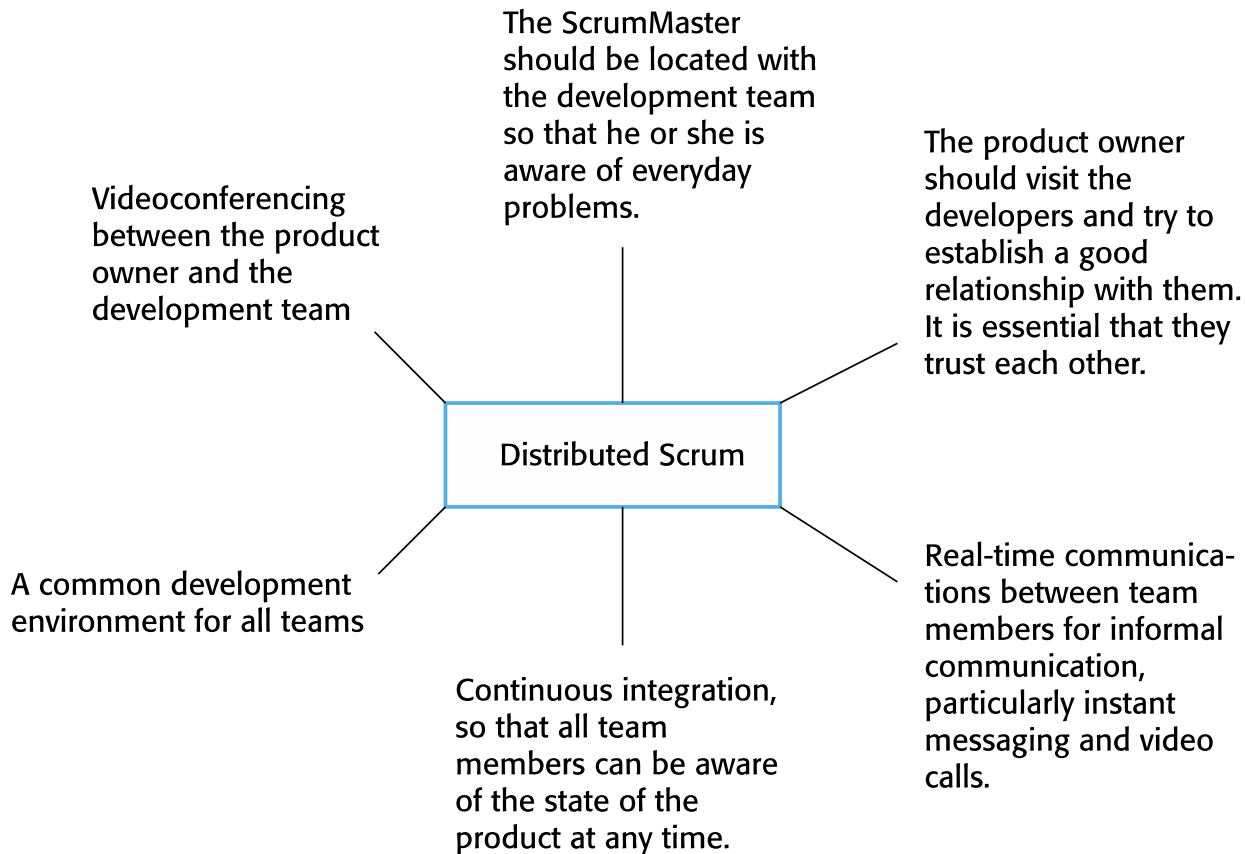 The ScrumMaster
should be located with
the development team
so that he or she is
aware of everyday
problems.
Videoconferencing
between the product
owner and the
development team
The product owner
should visit the
developers and try to
establish a good
relationship with them.
It is essential that they
trust each other.
Distributed Scrum
A common development
environment for all teams
Continuous integration,
so that all team
members can be aware
of the state of the
product at any time.
Real-time communica-
tions between team
members for informal
communication,
particularly instant
messaging and video
calls.